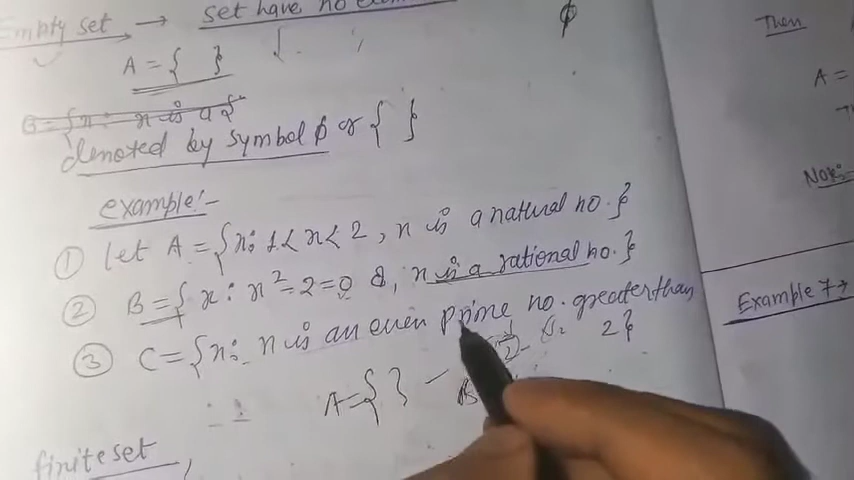 Empty set → set have no
ϕ
A = { }
B = {x : x is a
denoted by symbol ϕ or { }
example:-
① let A = {x: 1< x< 2, x is a natural no.}
② B = { x : x² - 2 = 0 &, x is a rational no.}
③ C = {x: x is an even prime no. greater than
2}
∴ A = { }
finite set
Then
A =
Note:
Example 7→